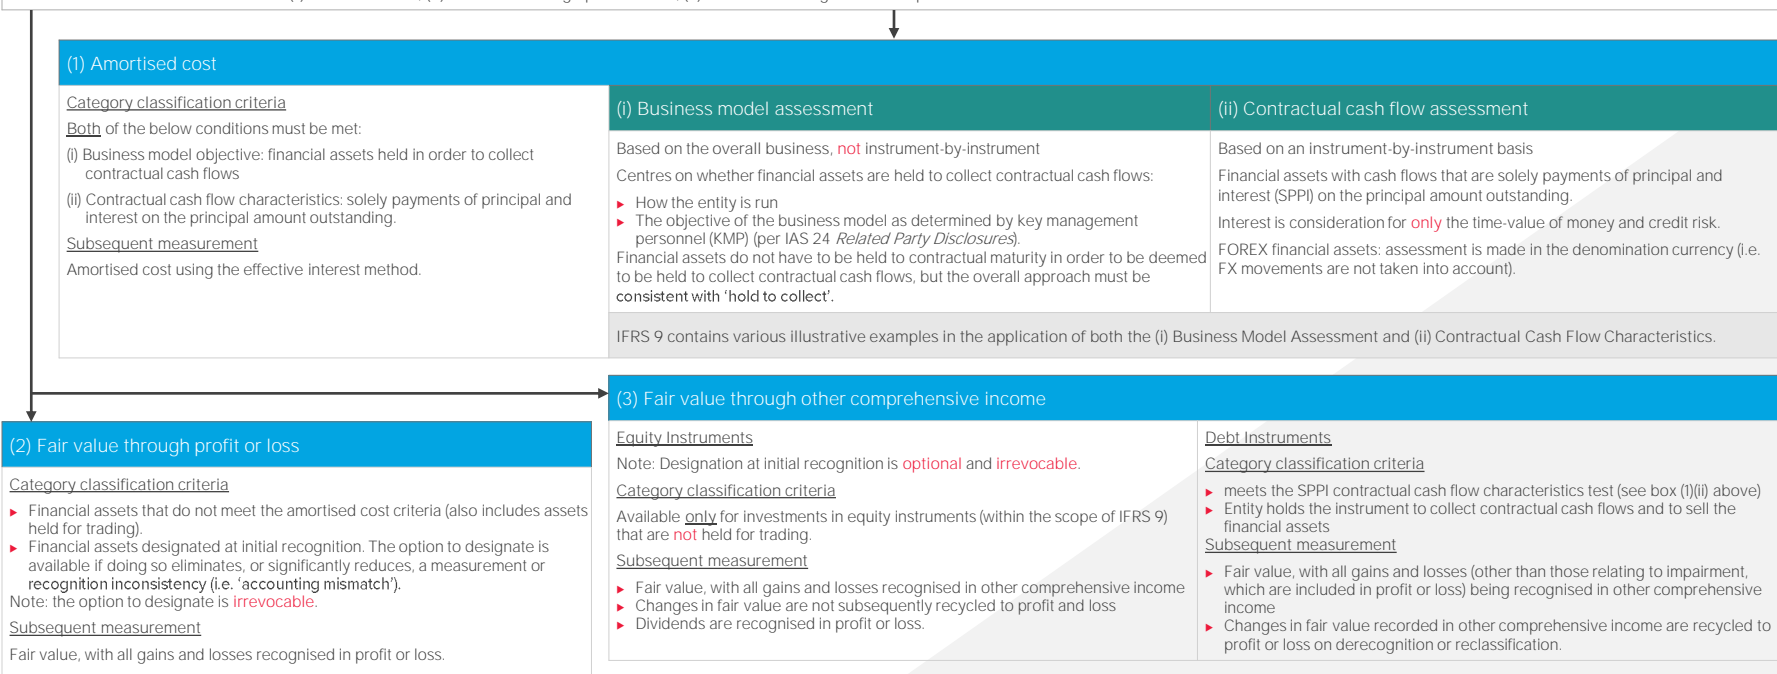 (1) Amortised cost
Category classification criteria
Both of the below conditions must be met:
(i) Business model objective: financial assets held in order to collect
contractual cash flows
(ii) Contractual cash flow characteristics: solely payments of principal and
interest on the principal amount outstanding.
Subsequent measurement
Amortised cost using the effective interest method.
(i) Business model assessment
Based on the overall business, not instrument-by-instrument
Centres on whether financial assets are held to collect contractual cash flows:
► How the entity is run
► The objective of the business model as determined by key management
personnel (KMP) (per IAS 24 Related Party Disclosures).
Financial assets do not have to be held to contractual maturity in order to be deemed
to be held to collect contractual cash flows, but the overall approach must be
consistent with ‘hold to collect’.
(ii) Contractual cash flow assessment
Based on an instrument-by-instrument basis
Financial assets with cash flows that are solely payments of principal and
interest (SPPI) on the principal amount outstanding.
Interest is consideration for only the time-value of money and credit risk.
FOREX financial assets: assessment is made in the denomination currency (i.e.
FX movements are not taken into account).
IFRS 9 contains various illustrative examples in the application of both the (i) Business Model Assessment and (ii) Contractual Cash Flow Characteristics.
(2) Fair value through profit or loss
Category classification criteria
► Financial assets that do not meet the amortised cost criteria (also includes assets
held for trading).
► Financial assets designated at initial recognition. The option to designate is
available if doing so eliminates, or significantly reduces, a measurement or
recognition inconsistency (i.e. ‘accounting mismatch’).
Note: the option to designate is irrevocable.
Subsequent measurement
Fair value, with all gains and losses recognised in profit or loss.
(3) Fair value through other comprehensive income
Equity Instruments
Note: Designation at initial recognition is optional and irrevocable.
Category classification criteria
Available only for investments in equity instruments (within the scope of IFRS 9)
that are not held for trading.
Subsequent measurement
► Fair value, with all gains and losses recognised in other comprehensive income
► Changes in fair value are not subsequently recycled to profit and loss
► Dividends are recognised in profit or loss.
Debt Instruments
Category classification criteria
► meets the SPPI contractual cash flow characteristics test (see box (1)(ii) above)
► Entity holds the instrument to collect contractual cash flows and to sell the
financial assets
Subsequent measurement
► Fair value, with all gains and losses (other than those relating to impairment,
which are included in profit or loss) being recognised in other comprehensive
income
► Changes in fair value recorded in other comprehensive income are recycled to
profit or loss on derecognition or reclassification.